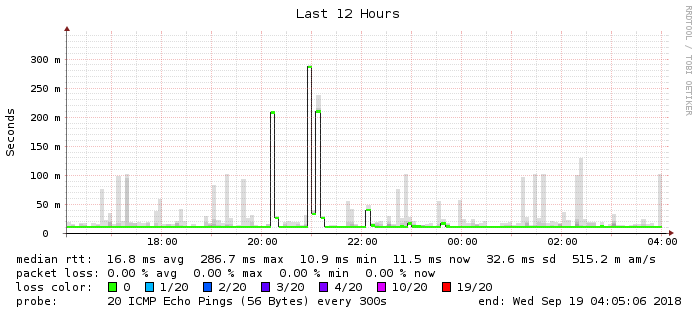 Last 12 Hours
RRDTOOL / TOBI OETIKER
Seconds
300 m
250 m
200 m
150 m
100 m
50 m
0
18:00 20:00 22:00 00:00 02:00 04:00
median rtt: 16.8 ms avg 286.7 ms max 10.9 ms min 11.5 ms now 32.6 ms sd 515.2 m am/s
packet loss: 0.00 % avg 0.00 % max 0.00 % min 0.00 % now
loss color: 0 1/20 2/20 3/20 4/20 10/20 19/20
probe: 20 ICMP Echo Pings (56 Bytes) every 300s end: Wed Sep 19 04:05:06 2018